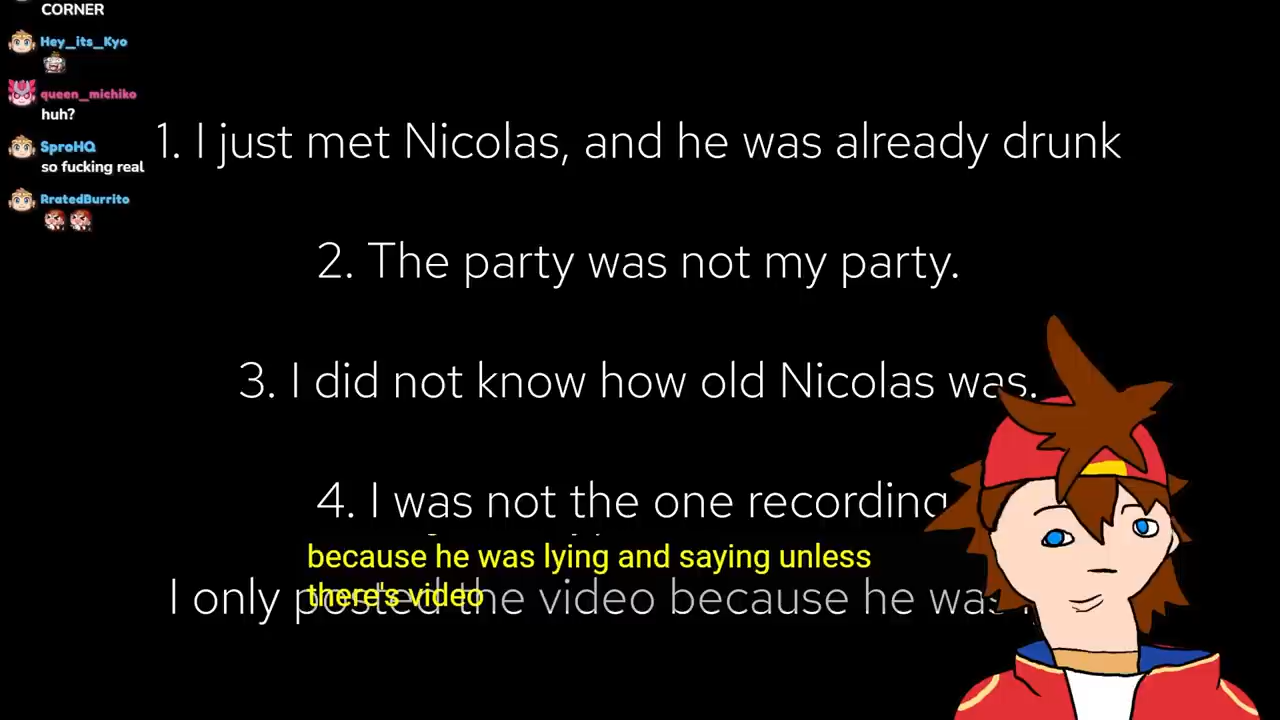 CORNER
Hey_its_Kyo
queen_michiko
huh?
SproHQ
so fucking real
RratedBurrito
1. I just met Nicolas, and he was already drunk
2. The party was not my party.
3. I did not know how old Nicolas was.
4. I was not the one recording
because he was lying and saying unless
there's video
I only posted the video because he was